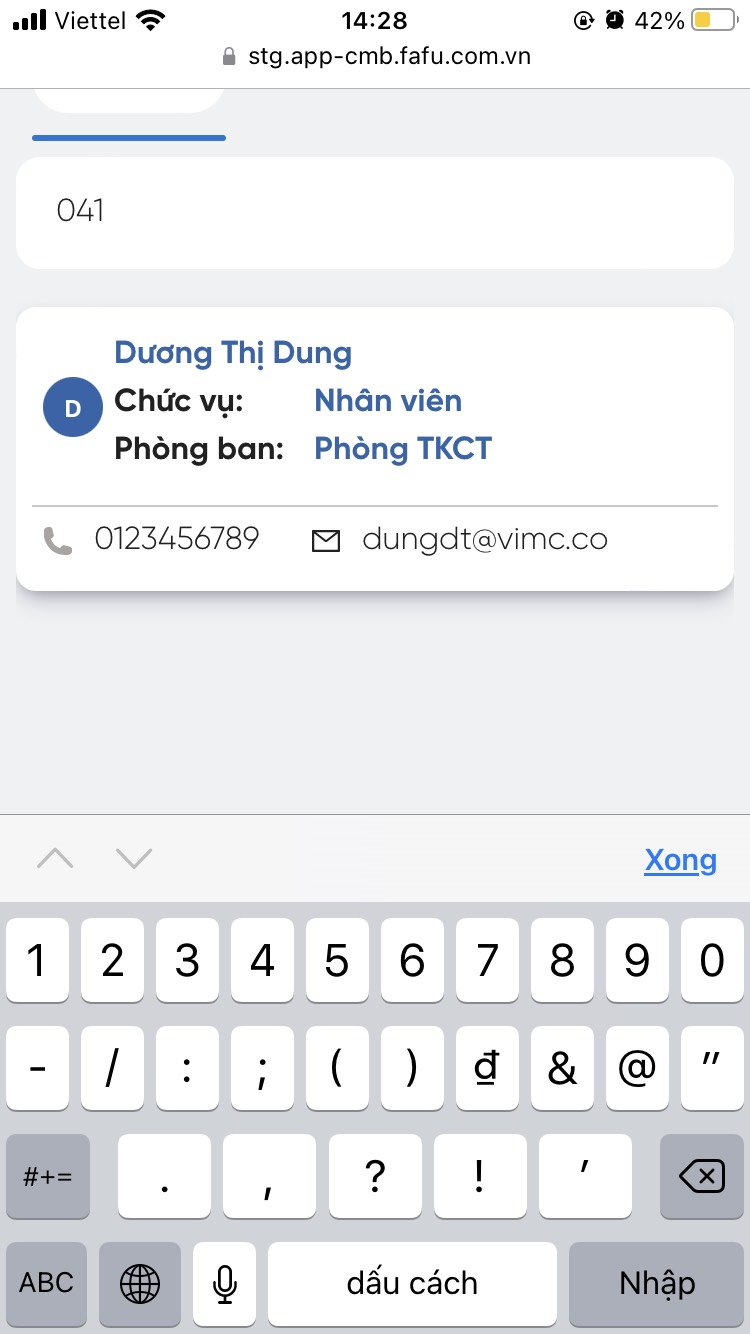 Viettel 14:28 42%
stg.app-cmb.fafu.com.vn
041
Dương Thị Dung
D
Chức vụ: Nhân viên
Phòng ban: Phòng TKCT
0123456789 dungdt@vimc.co
Xong
1 2 3 4 5 6 7 8 9 0
- / : ; ( ) ₫ & @ "
#+= . , ? ! '
ABC dấu cách Nhập